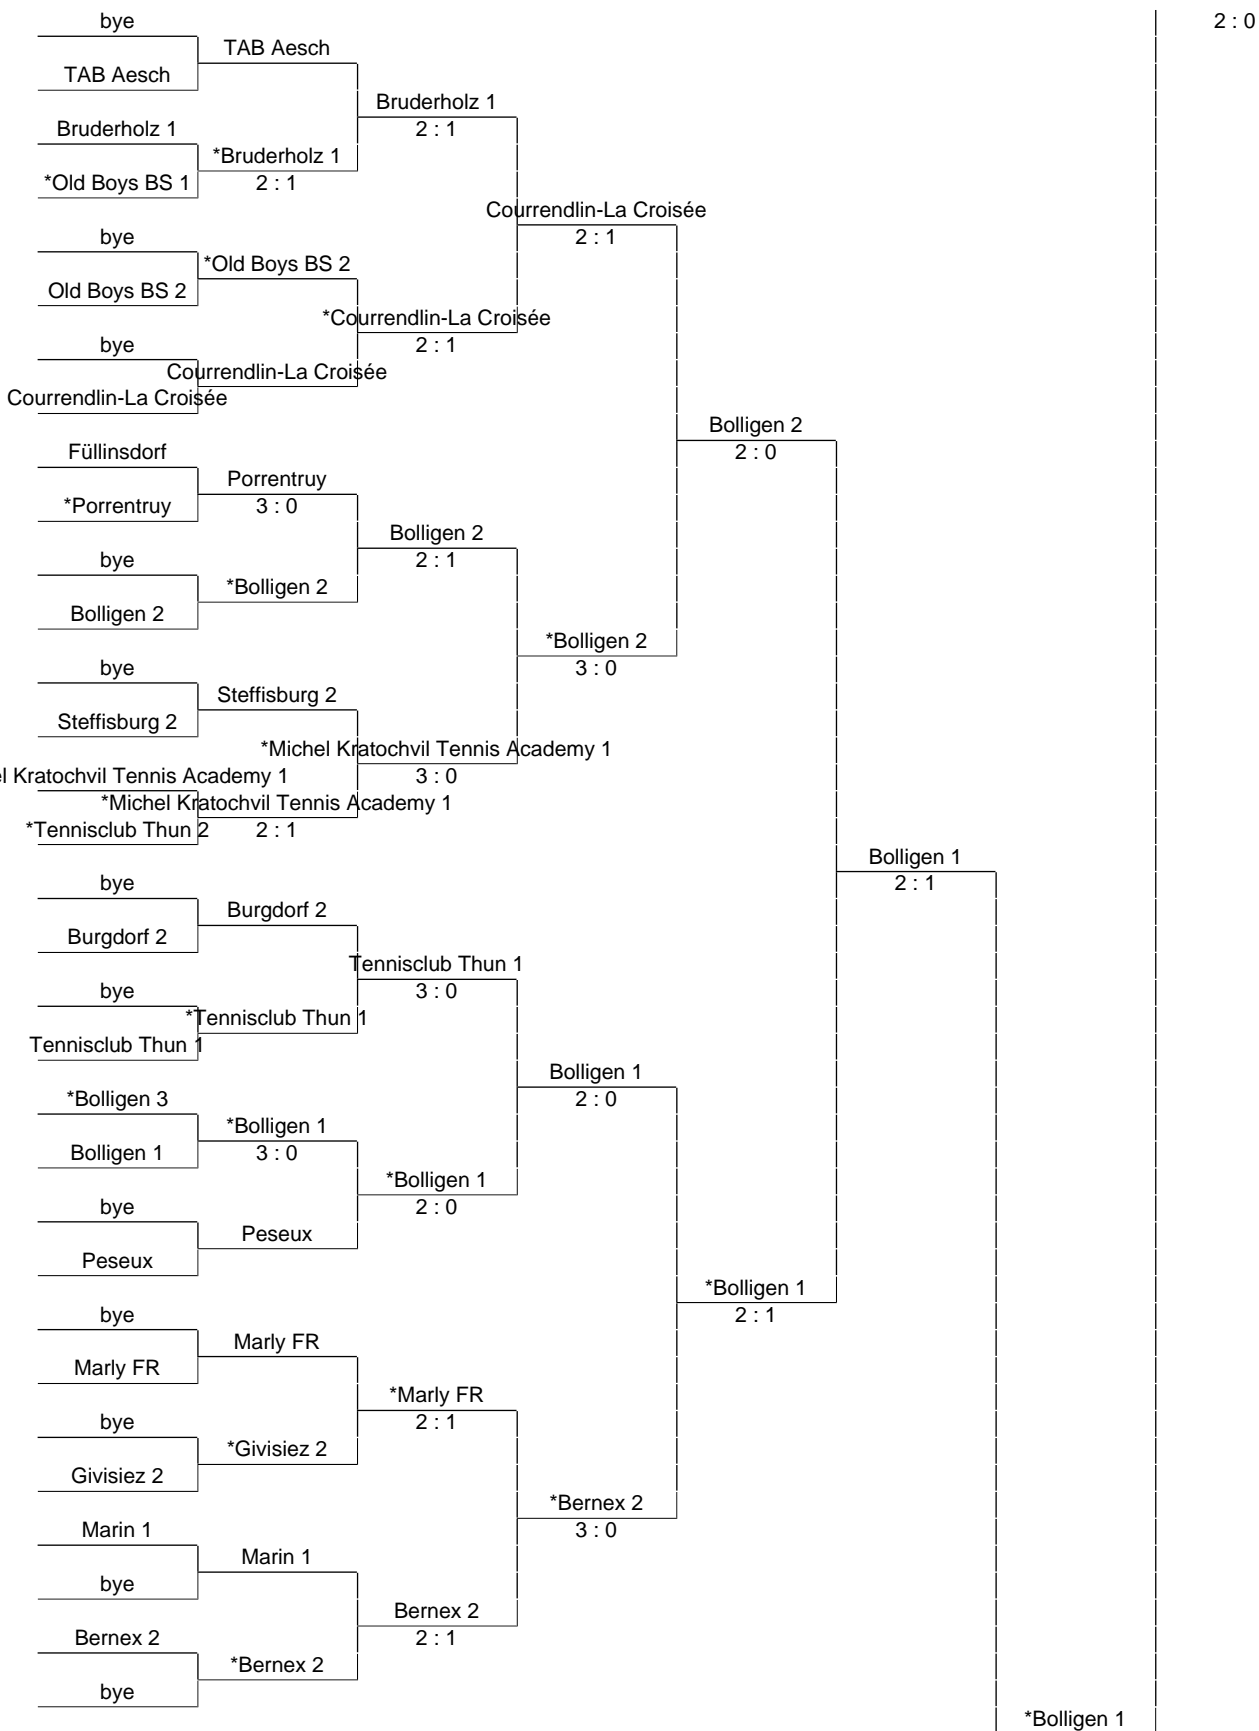 bye
2 : 0
TAB Aesch
TAB Aesch
Bruderholz 1
Bruderholz 1
2 : 1
*Bruderholz 1
*Old Boys BS 1
2 : 1
Courrendlin-La Croisée
bye
2 : 1
*Old Boys BS 2
Old Boys BS 2
*Courrendlin-La Croisée
bye
2 : 1
Courrendlin-La Croisée
Courrendlin-La Croisée
Bolligen 2
Füllinsdorf
2 : 0
Porrentruy
*Porrentruy
3 : 0
Bolligen 2
bye
2 : 1
*Bolligen 2
Bolligen 2
*Bolligen 2
bye
3 : 0
Steffisburg 2
Steffisburg 2
*Michel Kratochvil Tennis Academy 1
Kratochvil Tennis Academy 1
3 : 0
*Michel Kratochvil Tennis Academy 1
*Tennisclub Thun 2
2 : 1
Bolligen 1
bye
2 : 1
Burgdorf 2
Burgdorf 2
Tennisclub Thun 1
bye
3 : 0
*Tennisclub Thun 1
Tennisclub Thun 1
Bolligen 1
*Bolligen 3
2 : 0
*Bolligen 1
Bolligen 1
3 : 0
*Bolligen 1
bye
2 : 0
Peseux
Peseux
*Bolligen 1
bye
2 : 1
Marly FR
Marly FR
*Marly FR
bye
2 : 1
*Givisiez 2
Givisiez 2
*Bernex 2
Marin 1
3 : 0
Marin 1
bye
Bernex 2
Bernex 2
2 : 1
*Bernex 2
bye
*Bolligen 1